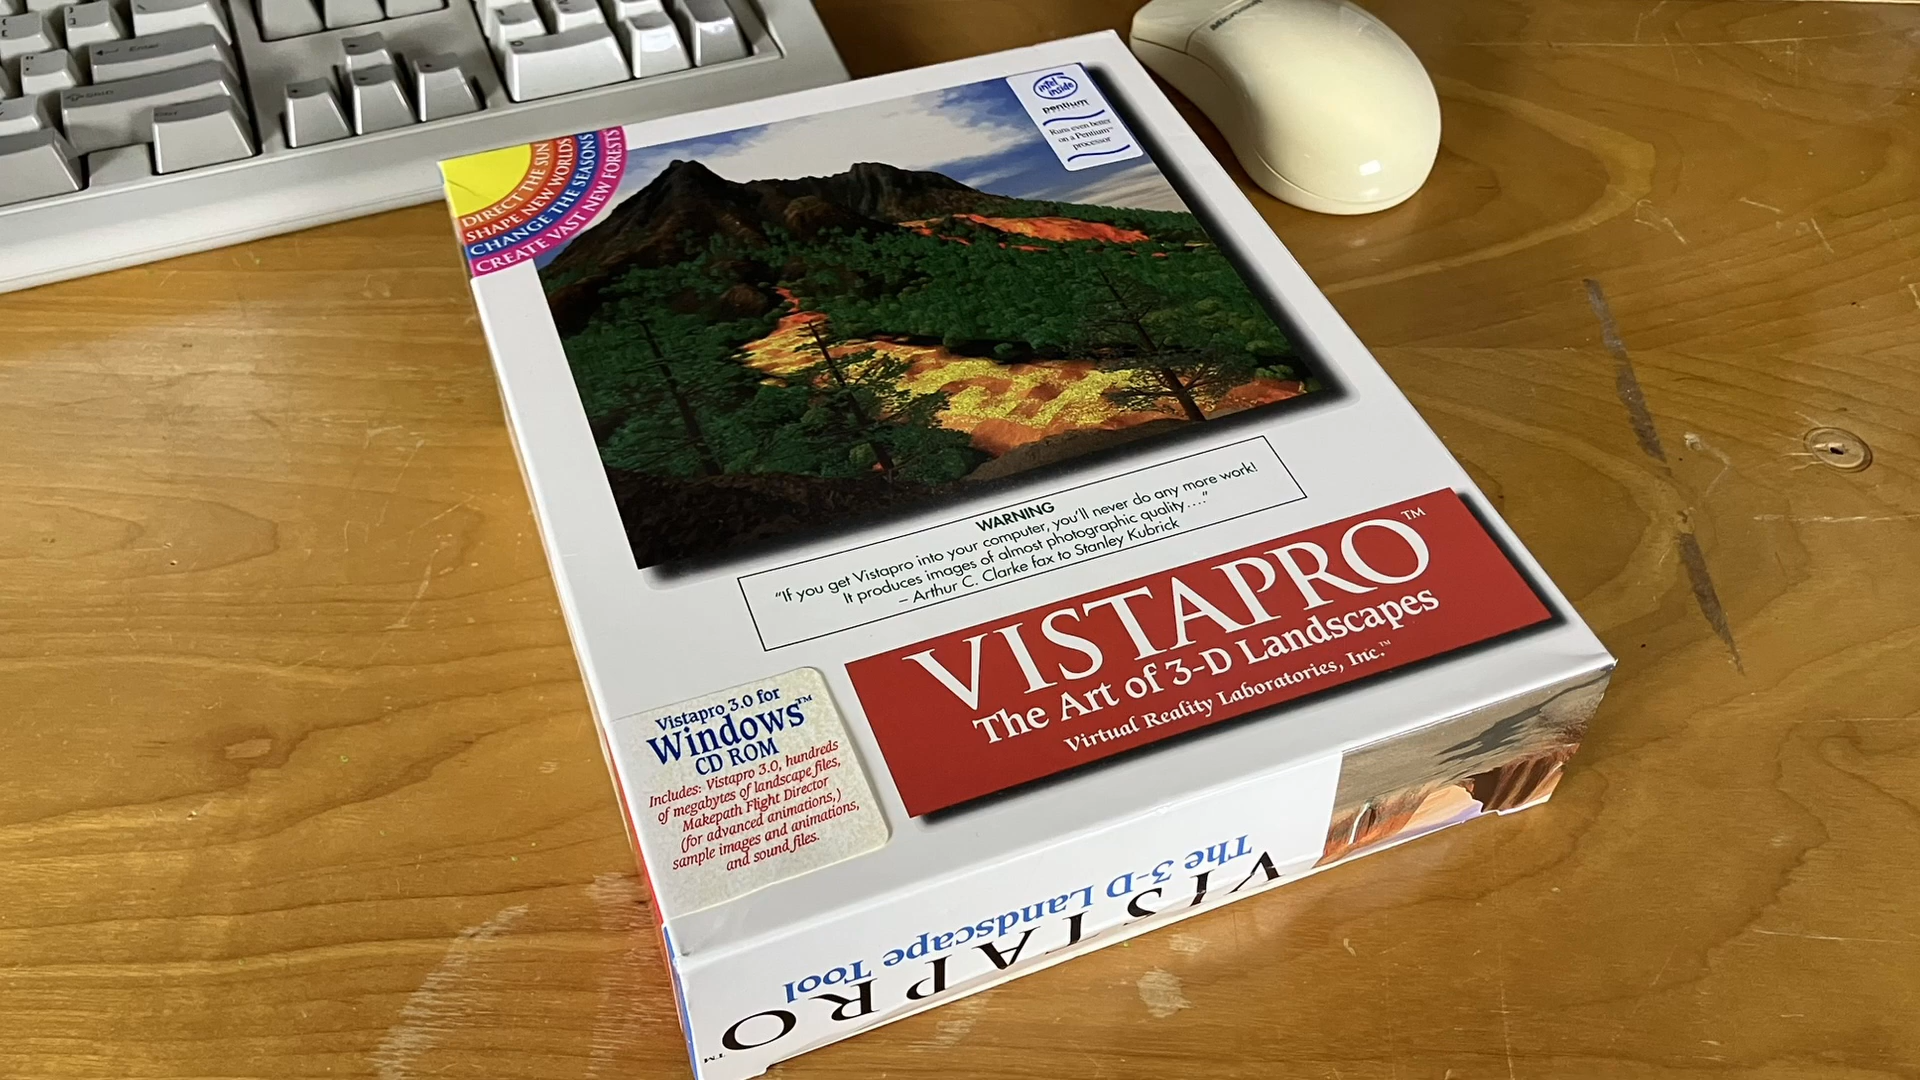 Enter
Shift
Microsoft
intel
inside
pentium
Runs even better
on a Pentium™
processor
DIRECT THE SUN
SHAPE NEW WORLDS
CHANGE THE SEASONS
CREATE VAST NEW FORESTS
WARNING
"If you get Vistapro into your computer, you'll never do any more work!
It produces images of almost photographic quality...."
– Arthur C. Clarke fax to Stanley Kubrick
VISTAPRO™
The Art of 3-D Landscapes
Virtual Reality Laboratories, Inc.™
Vistapro 3.0 for
Windows™
CD ROM
Includes: Vistapro 3.0, hundreds
of megabytes of landscape files,
Makepath Flight Director
(for advanced animations,)
sample images and animations,
and sound files.
VISTAPRO™
The 3-D Landscape Tool